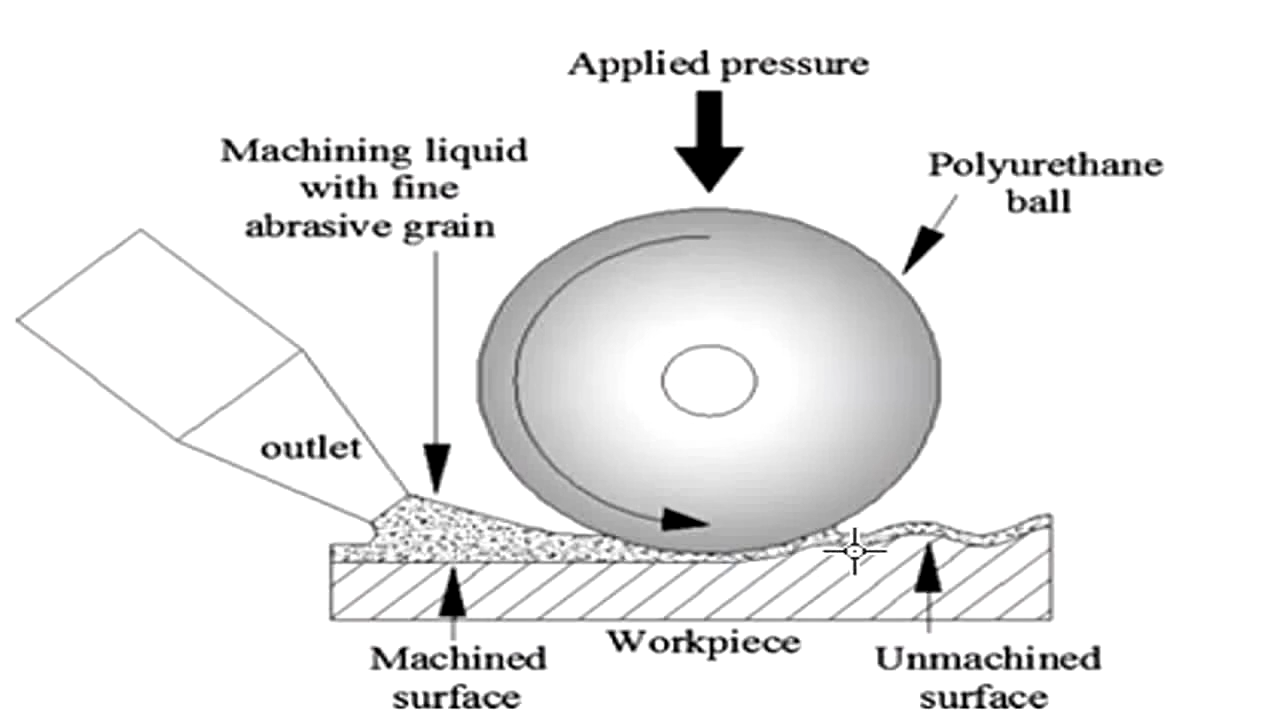 Applied pressure
Machining liquid
with fine
abrasive grain
Polyurethane
ball
outlet
Workpiece
Machined
surface
Unmachined
surface